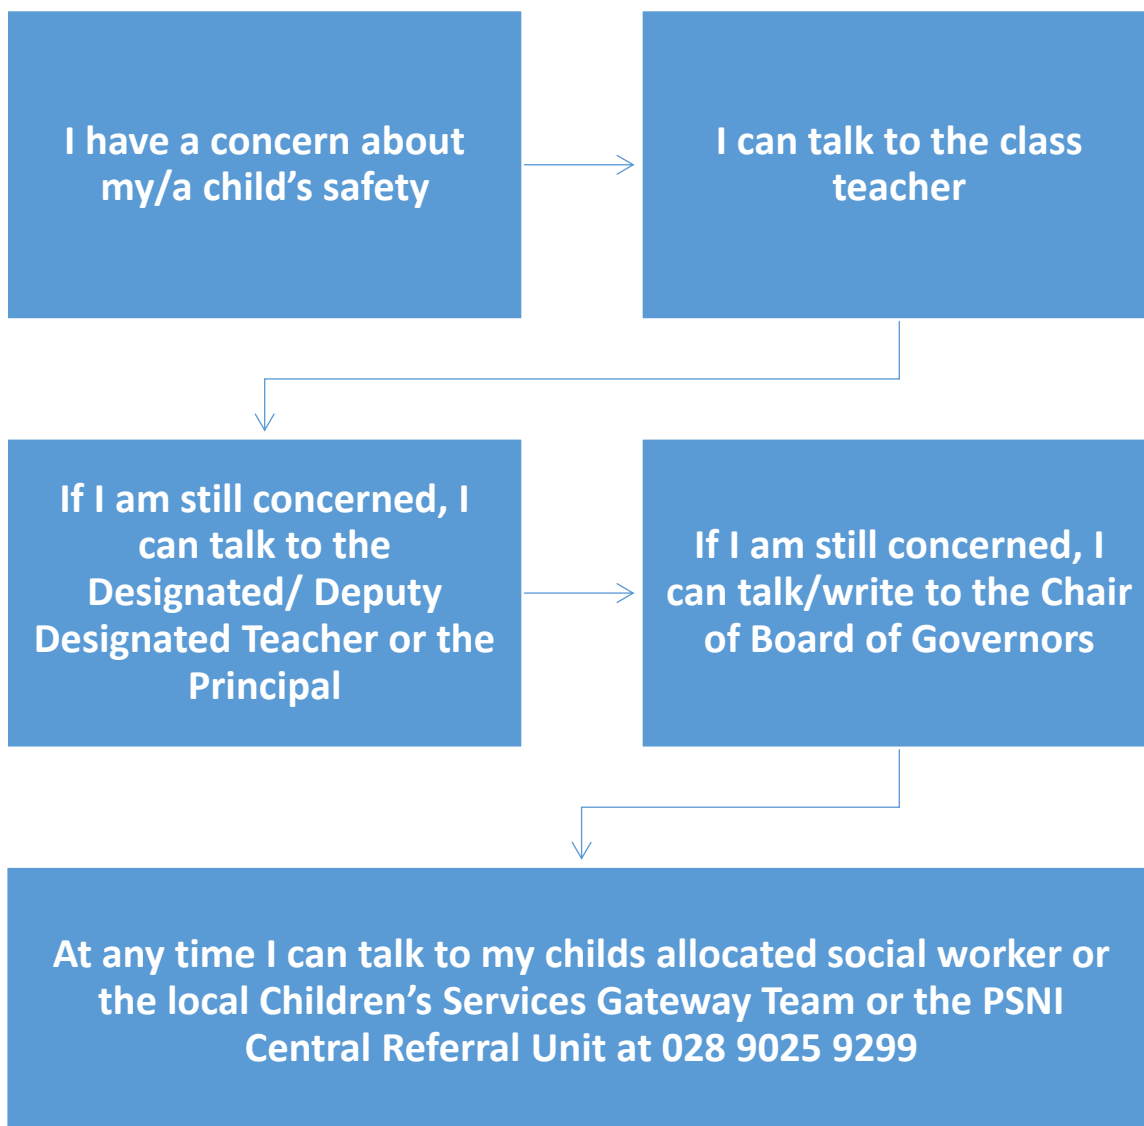 I have a concern about
my/a child’s safety
I can talk to the class
teacher
If I am still concerned, I
can talk to the
Designated/ Deputy
Designated Teacher or the
Principal
If I am still concerned, I
can talk/write to the Chair
of Board of Governors
At any time I can talk to my childs allocated social worker or
the local Children’s Services Gateway Team or the PSNI
Central Referral Unit at 028 9025 9299